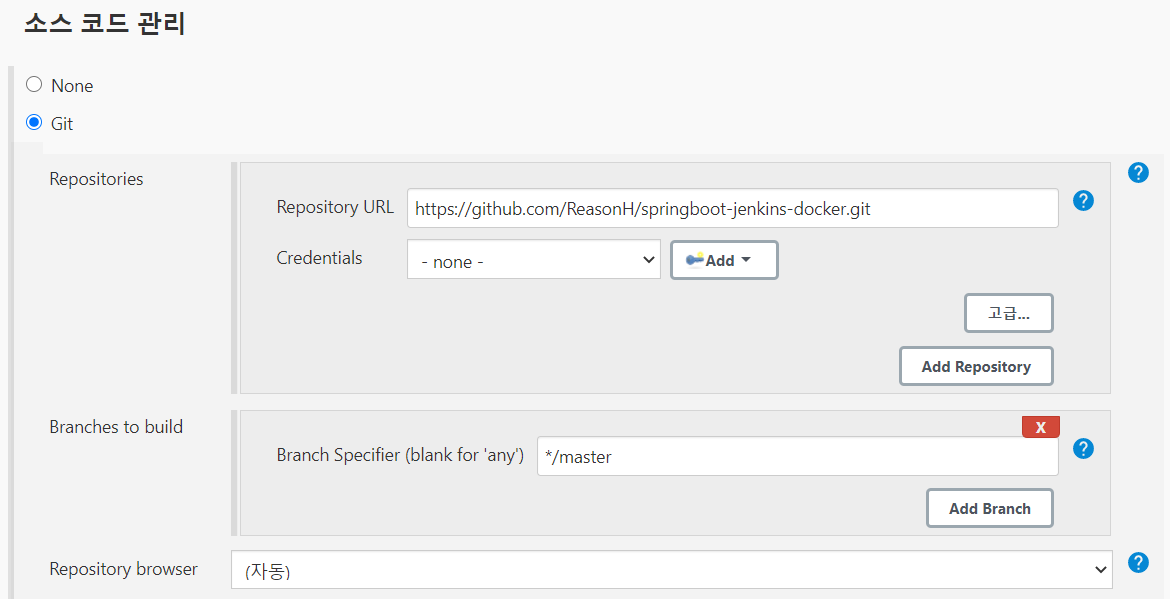 소스 코드 관리
None
Git
Repositories
?
Repository URL https://github.com/ReasonH/springboot-jenkins-docker.git ?
Credentials - none - Add
고급...
Add Repository
Branches to build
X
Branch Specifier (blank for 'any') */master ?
Add Branch
Repository browser (자동) ?